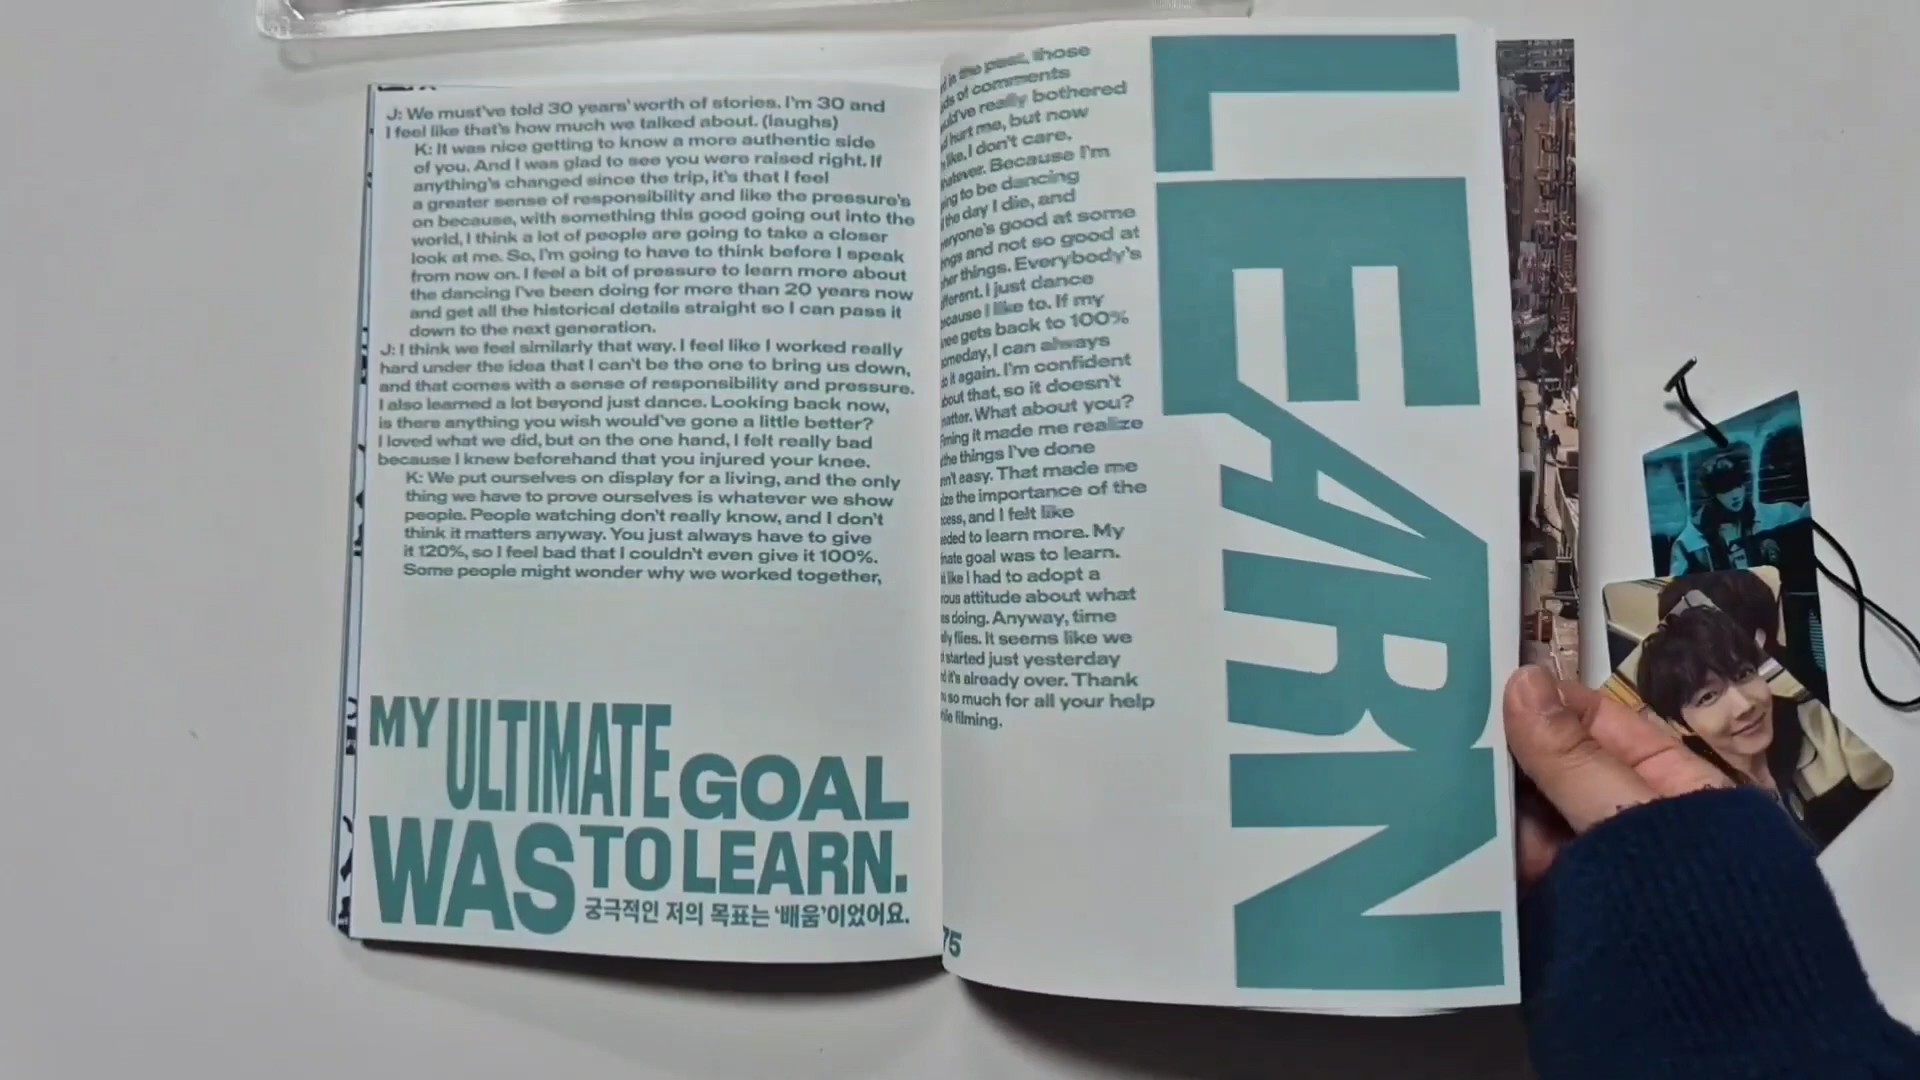 J: We must've told 30 years' worth of stories. I'm 30 and
I feel like that's how much we talked about. (laughs)
K: It was nice getting to know a more authentic side
of you. And I was glad to see you were raised right. If
anything's changed since the trip, it's that I feel
a greater sense of responsibility and like the pressure's
on because, with something this good going out into the
world, I think a lot of people are going to take a closer
look at me. So, I'm going to have to think before I speak
from now on. I feel a bit of pressure to learn more about
the dancing I've been doing for more than 20 years now
and get all the historical details straight so I can pass it
down to the next generation.
J: I think we feel similarly that way. I feel like I worked really
hard under the idea that I can't be the one to bring us down,
and that comes with a sense of responsibility and pressure.
I also learned a lot beyond just dance. Looking back now,
is there anything you wish would've gone a little better?
I loved what we did, but on the one hand, I felt really bad
because I knew beforehand that you injured your knee.
K: We put ourselves on display for a living, and the only
thing we have to prove ourselves is whatever we show
people. People watching don't really know, and I don't
think it matters anyway. You just always have to give
it 120%, so I feel bad that I couldn't even give it 100%.
Some people might wonder why we worked together,
MY ULTIMATE GOAL
WAS TO LEARN.
궁극적인 저의 목표는 '배움'이었어요.
in the past, those
of comments
really bothered
hurt me, but now
like, I don't care.
Because I'm
to be dancing
the day I die, and
good at some
and not so good at
things. Everybody's
I just dance
I like to. If my
gets back to 100%
I can always
it again. I'm confident
that, so it doesn't
What about you?
it made me realize
the things I've done
easy. That made me
the importance of the
and I felt like
to learn more. My
goal was to learn.
like I had to adopt a
attitude about what
doing. Anyway, time
flies. It seems like we
started just yesterday
it's already over. Thank
so much for all your help
filming.
75
LEARN